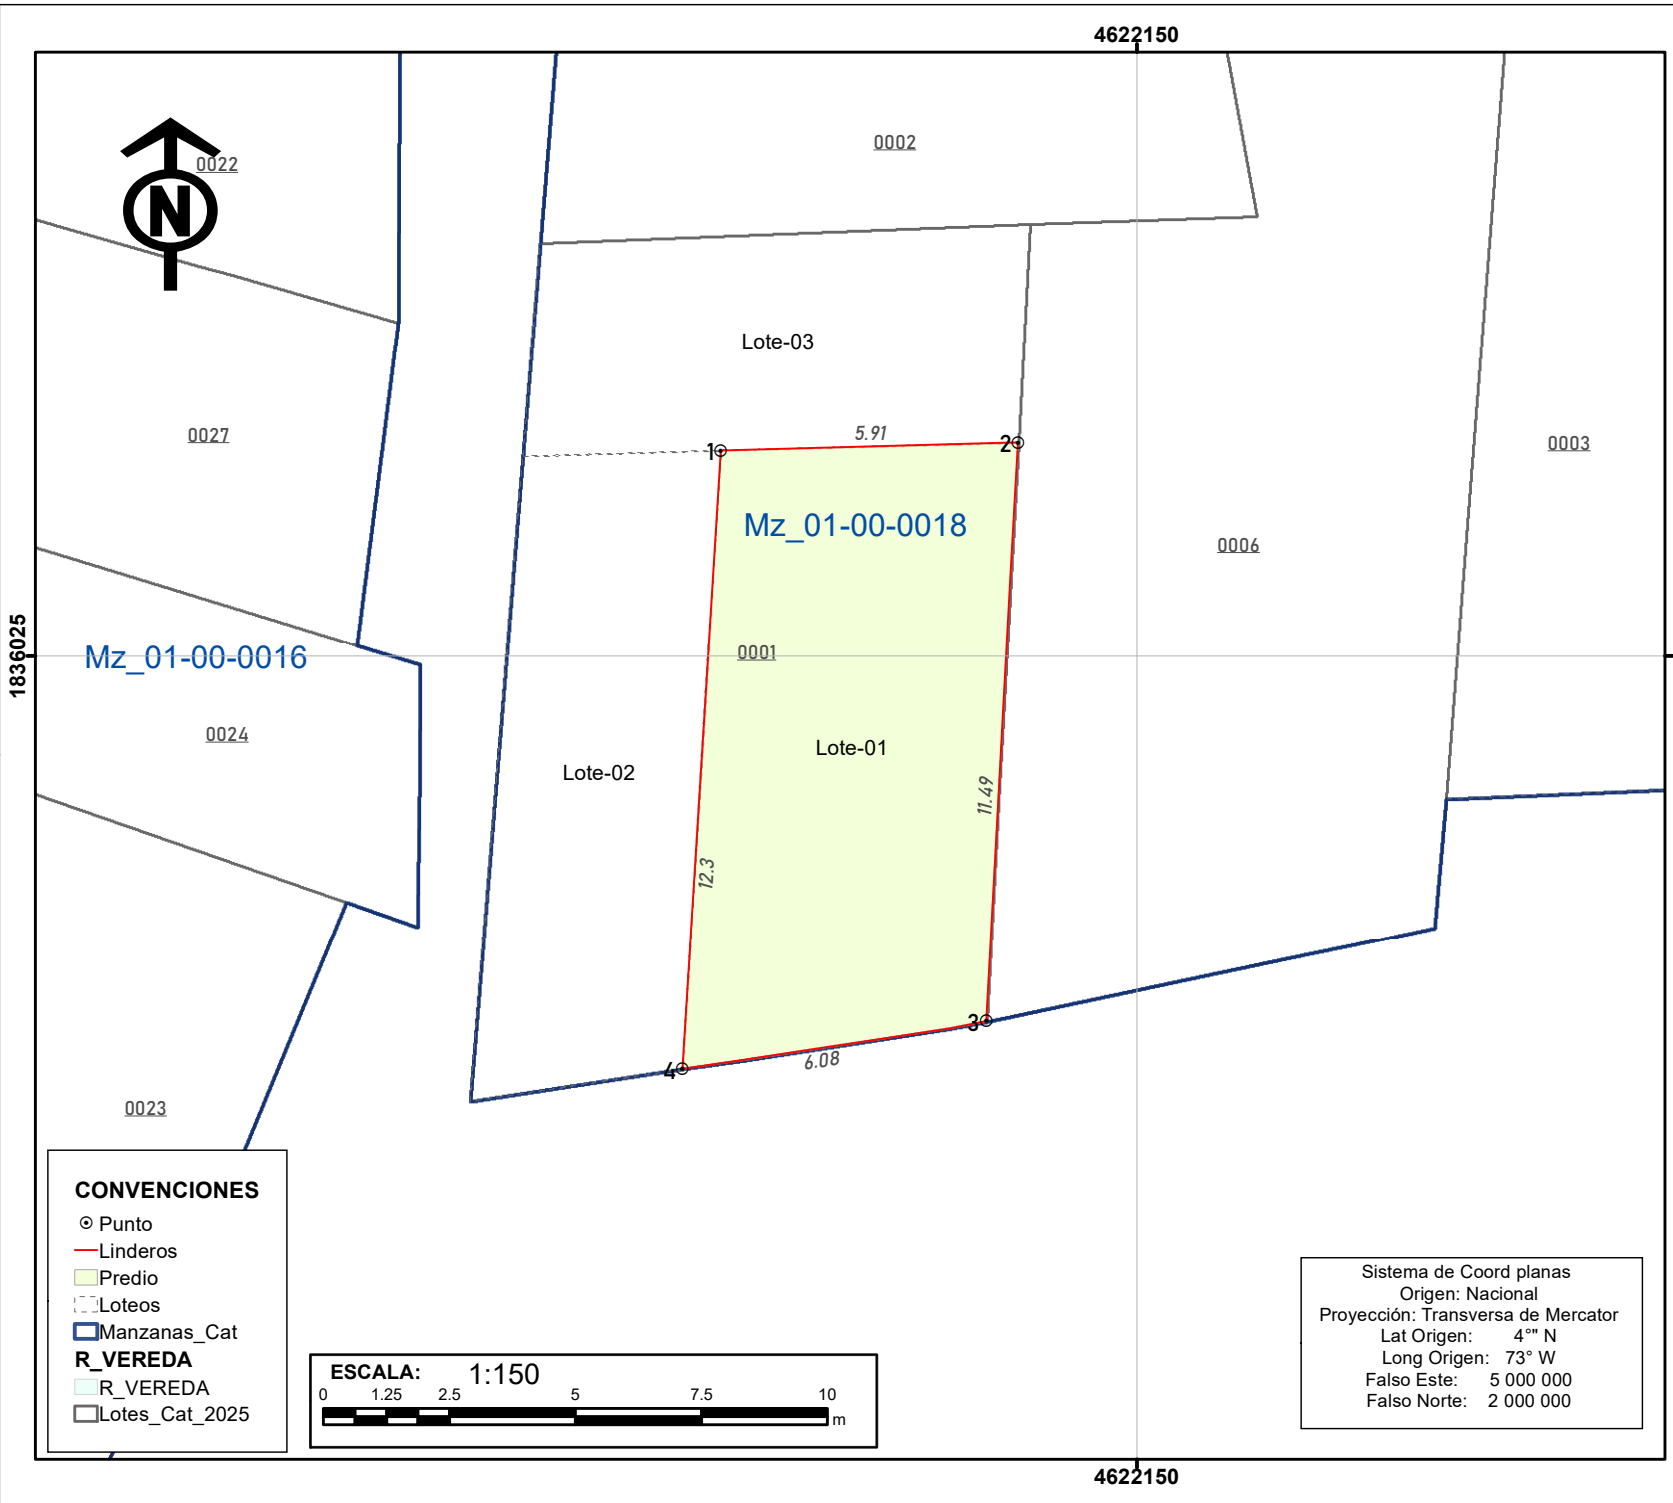 4622150
0002
0022
N
Lote-03
0027
5.91
1
2
0003
Mz_01-00-0018
0006
1836025
Mz_01-00-0016
0001
0024
Lote-01
Lote-02
11.49
12.3
3
6.08
4
0023
CONVENCIONES
Punto
Linderos
Predio
Loteos
Manzanas_Cat
R_VEREDA
R_VEREDA
Lotes_Cat_2025
ESCALA: 1:150
0 1.25 2.5 5 7.5 10
m
Sistema de Coord planas
Origen: Nacional
Proyección: Transversa de Mercator
Lat Origen: 4°" N
Long Origen: 73° W
Falso Este: 5 000 000
Falso Norte: 2 000 000
4622150